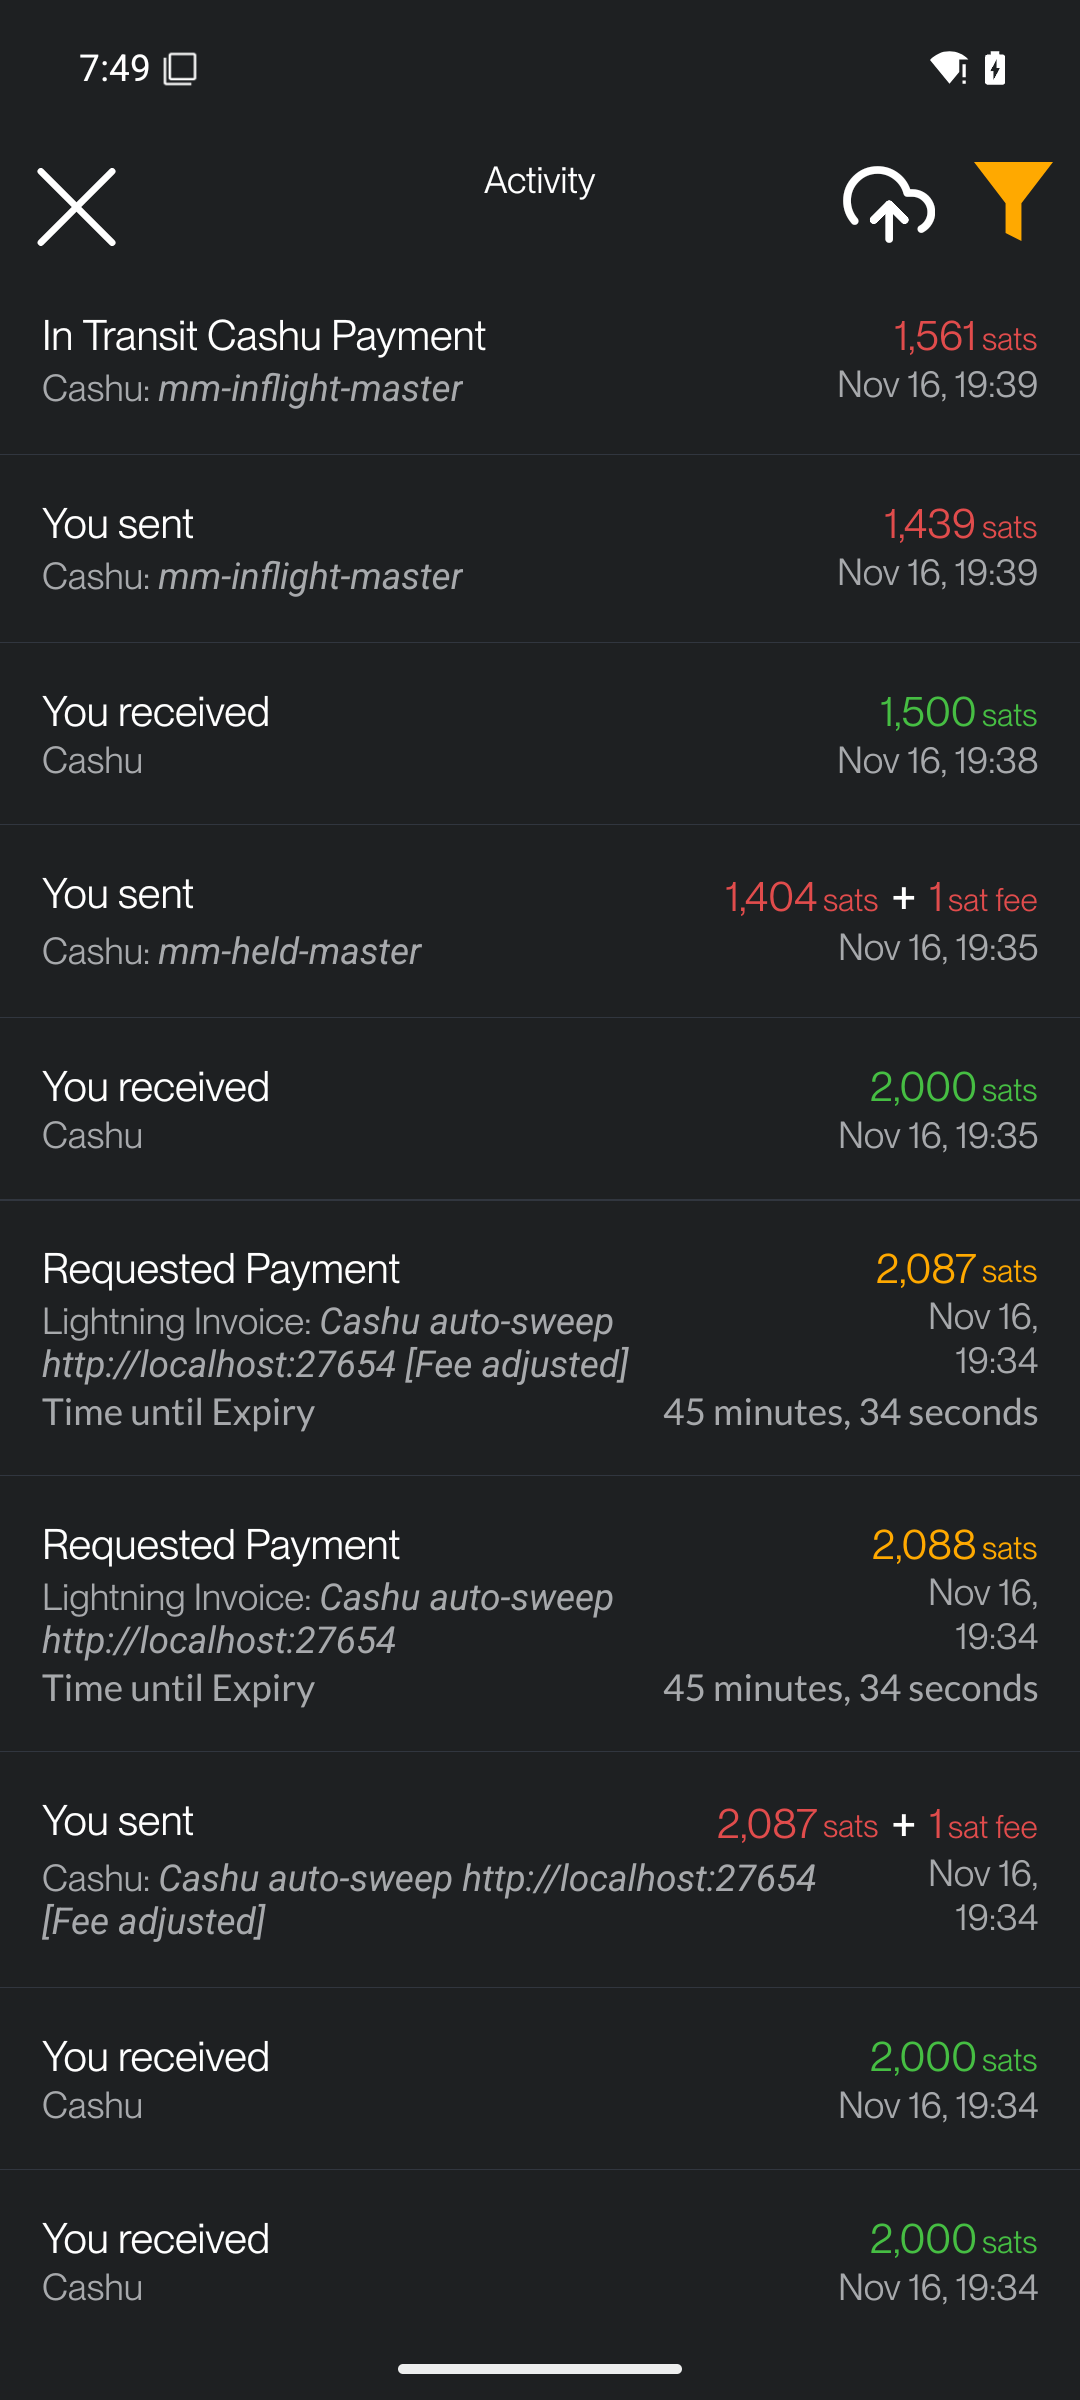 7:49
Activity
In Transit Cashu Payment 1,561 sats
Cashu: mm-inflight-master Nov 16, 19:39
You sent 1,439 sats
Cashu: mm-inflight-master Nov 16, 19:39
You received 1,500 sats
Cashu Nov 16, 19:38
You sent 1,404 sats + 1 sat fee
Cashu: mm-held-master Nov 16, 19:35
You received 2,000 sats
Cashu Nov 16, 19:35
Requested Payment 2,087 sats
Lightning Invoice: Cashu auto-sweep Nov 16,
http://localhost:27654 [Fee adjusted] 19:34
Time until Expiry 45 minutes, 34 seconds
Requested Payment 2,088 sats
Lightning Invoice: Cashu auto-sweep Nov 16,
http://localhost:27654 19:34
Time until Expiry 45 minutes, 34 seconds
You sent 2,087 sats + 1 sat fee
Cashu: Cashu auto-sweep http://localhost:27654 Nov 16,
[Fee adjusted] 19:34
You received 2,000 sats
Cashu Nov 16, 19:34
You received 2,000 sats
Cashu Nov 16, 19:34